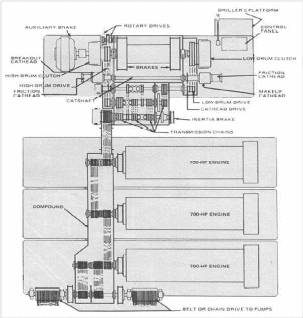 DRILLER'S PLATFORM
AUXILIARY BRAKE
ROTARY DRIVES
CONTROL
PANEL
BREAKOUT
CATHEAD
BRAKES
LOW-DRUM CLUTCH
HIGH-DRUM CLUTCH
HIGH-DRUM DRIVE
FRICTION
CATHEAD
FRICTION
CATHEAD
CATSHAFT
MAKEUP
CATHEAD
LOW-DRUM DRIVE
CATHEAD DRIVE
INERTIA BRAKE
TRANSMISSION CHAINS
700-HP ENGINE
COMPOUND
700-HP ENGINE
700-HP ENGINE
BELT OR CHAIN DRIVE TO PUMPS